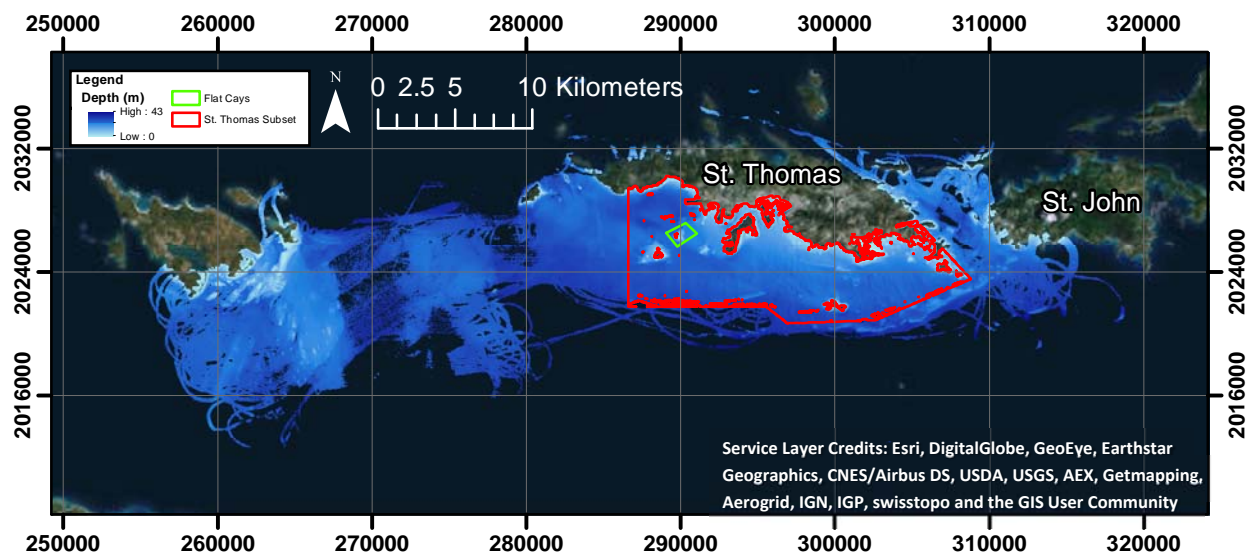 250000 260000 270000 280000 290000 300000 310000 320000
Legend
Depth (m)
High : 43
Low : 0
Flat Cays
St. Thomas Subset
N
0 2.5 5 10 Kilometers
2032000 2032000
St. Thomas
St. John
2024000 2024000
2016000 2016000
Service Layer Credits: Esri, DigitalGlobe, GeoEye, Earthstar
Geographics, CNES/Airbus DS, USDA, USGS, AEX, Getmapping,
Aerogrid, IGN, IGP, swisstopo and the GIS User Community
250000 260000 270000 280000 290000 300000 310000 320000